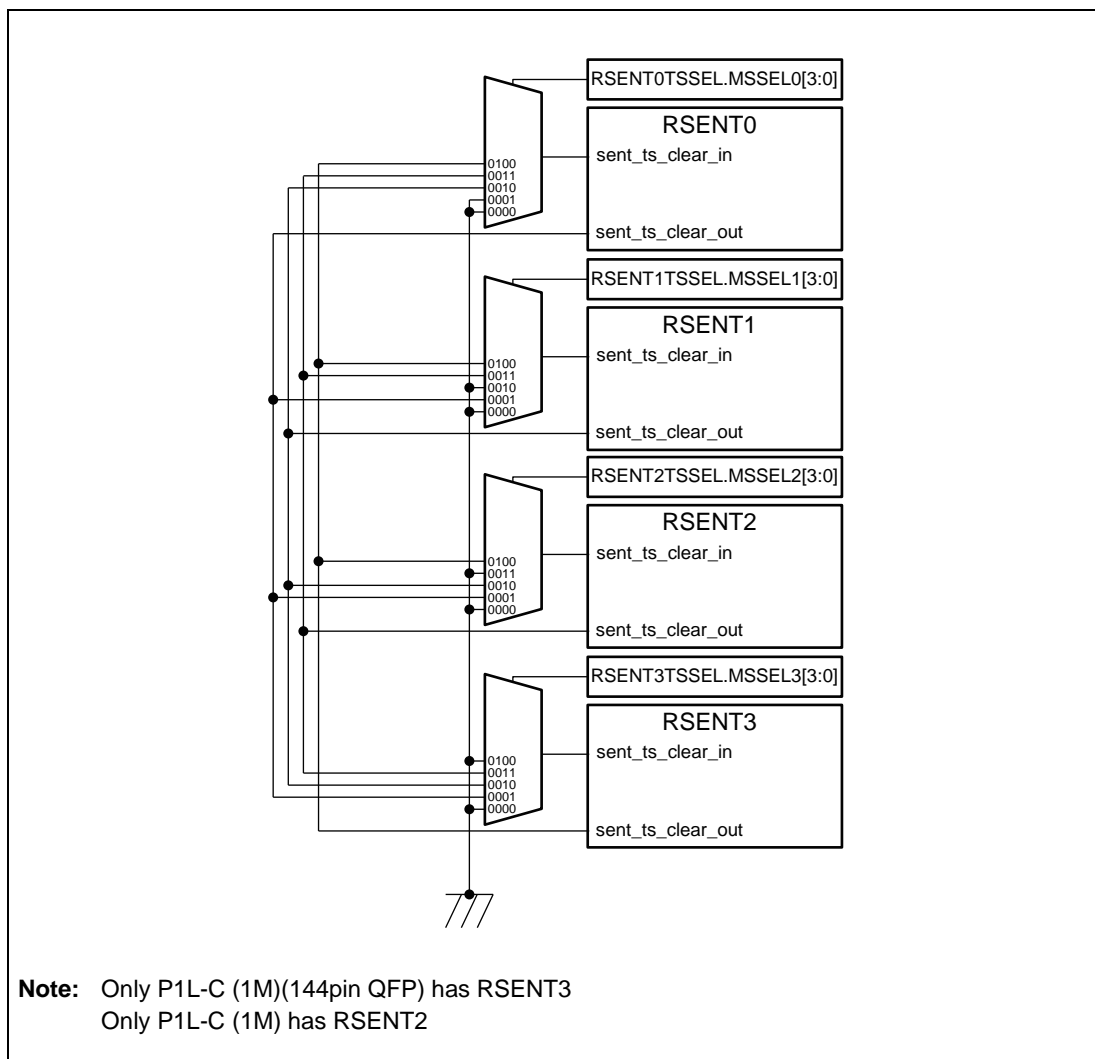 RSENT0TSSEL.MSSEL0[3:0]
RSENT0
sent_ts_clear_in
0100
0011
0010
0001
0000
sent_ts_clear_out
RSENT1TSSEL.MSSEL1[3:0]
RSENT1
sent_ts_clear_in
0100
0011
0010
0001
0000
sent_ts_clear_out
RSENT2TSSEL.MSSEL2[3:0]
RSENT2
sent_ts_clear_in
0100
0011
0010
0001
0000
sent_ts_clear_out
RSENT3TSSEL.MSSEL3[3:0]
RSENT3
sent_ts_clear_in
0100
0011
0010
0001
0000
sent_ts_clear_out
Note: Only P1L-C (1M)(144pin QFP) has RSENT3
Only P1L-C (1M) has RSENT2